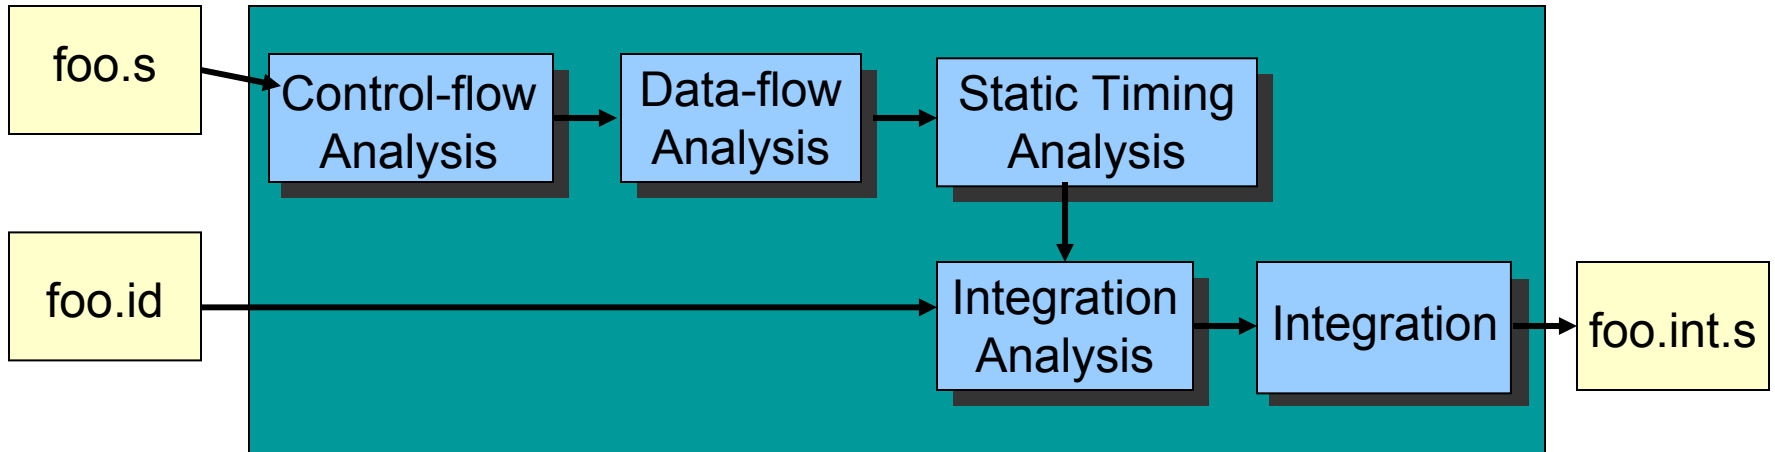 foo.s
Control-flow
Analysis
Data-flow
Analysis
Static Timing
Analysis
foo.id
Integration
Analysis
Integration
foo.int.s